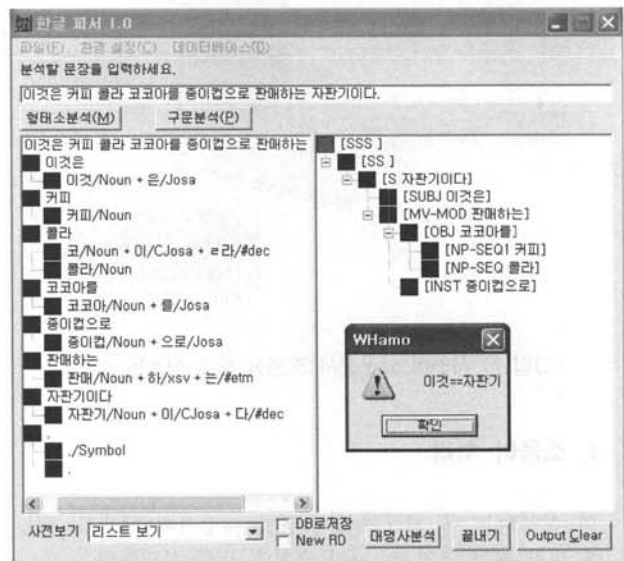 한글 파서 1.0
파일(F) 환경 설정(C) 데이터베이스(D)
분석할 문장을 입력하세요.
이것은 커피 콜라 코코아를 종이컵으로 판매하는 자판기이다.
형태소분석(M) 구문분석(P)
이것은 커피 콜라 코코아를 종이컵으로 판매하는
이것은
이것/Noun + 은/Josa
커피
커피/Noun
콜라
코/Noun + 이/CJosa + ㄹ라/#dec
콜라/Noun
코코아를
코코아/Noun + 를/Josa
종이컵으로
종이컵/Noun + 으로/Josa
판매하는
판매/Noun + 하/xsv + 는/#etm
자판기이다
자판기/Noun + 이/CJosa + 다/#dec
.
./Symbol
.
[SSS ]
[SS ]
[S 자판기이다]
[SUBJ 이것은]
[MV-MOD 판매하는]
[OBJ 코코아를]
[NP-SEQ1 커피]
[NP-SEQ 콜라]
[INST 종이컵으로]
WHamo
이것==자판기
확인
사전보기 리스트 보기
DB로저장
New RD
대명사분석 끝내기 Output Clear